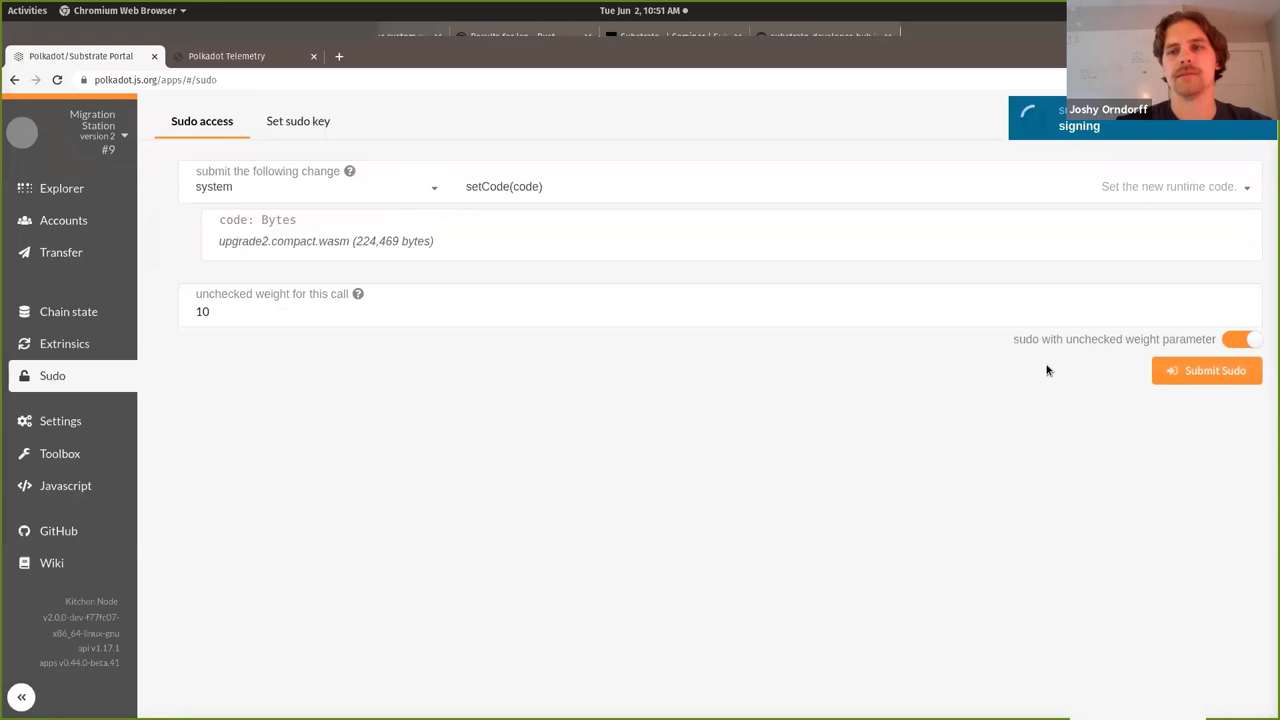 Activities
Chromium Web Browser
Tue Jun 2, 10:51 AM
Polkadot/Substrate Portal
Polkadot Telemetry
polkadot.js.org/apps/#/sudo
Joshy Orndorff
signing
Migration
Station
version 2
#9
Sudo access
Set sudo key
Explorer
Accounts
Transfer
Chain state
Extrinsics
Sudo
Settings
Toolbox
Javascript
GitHub
Wiki
Kitchen Node
v2.0.0-dev-f77fc07-
x86_64-linux-gnu
api v1.17.1
apps v0.44.0-beta.41
submit the following change
system
setCode(code)
Set the new runtime code.
code: Bytes
upgrade2.compact.wasm (224,469 bytes)
unchecked weight for this call
10
sudo with unchecked weight parameter
Submit Sudo